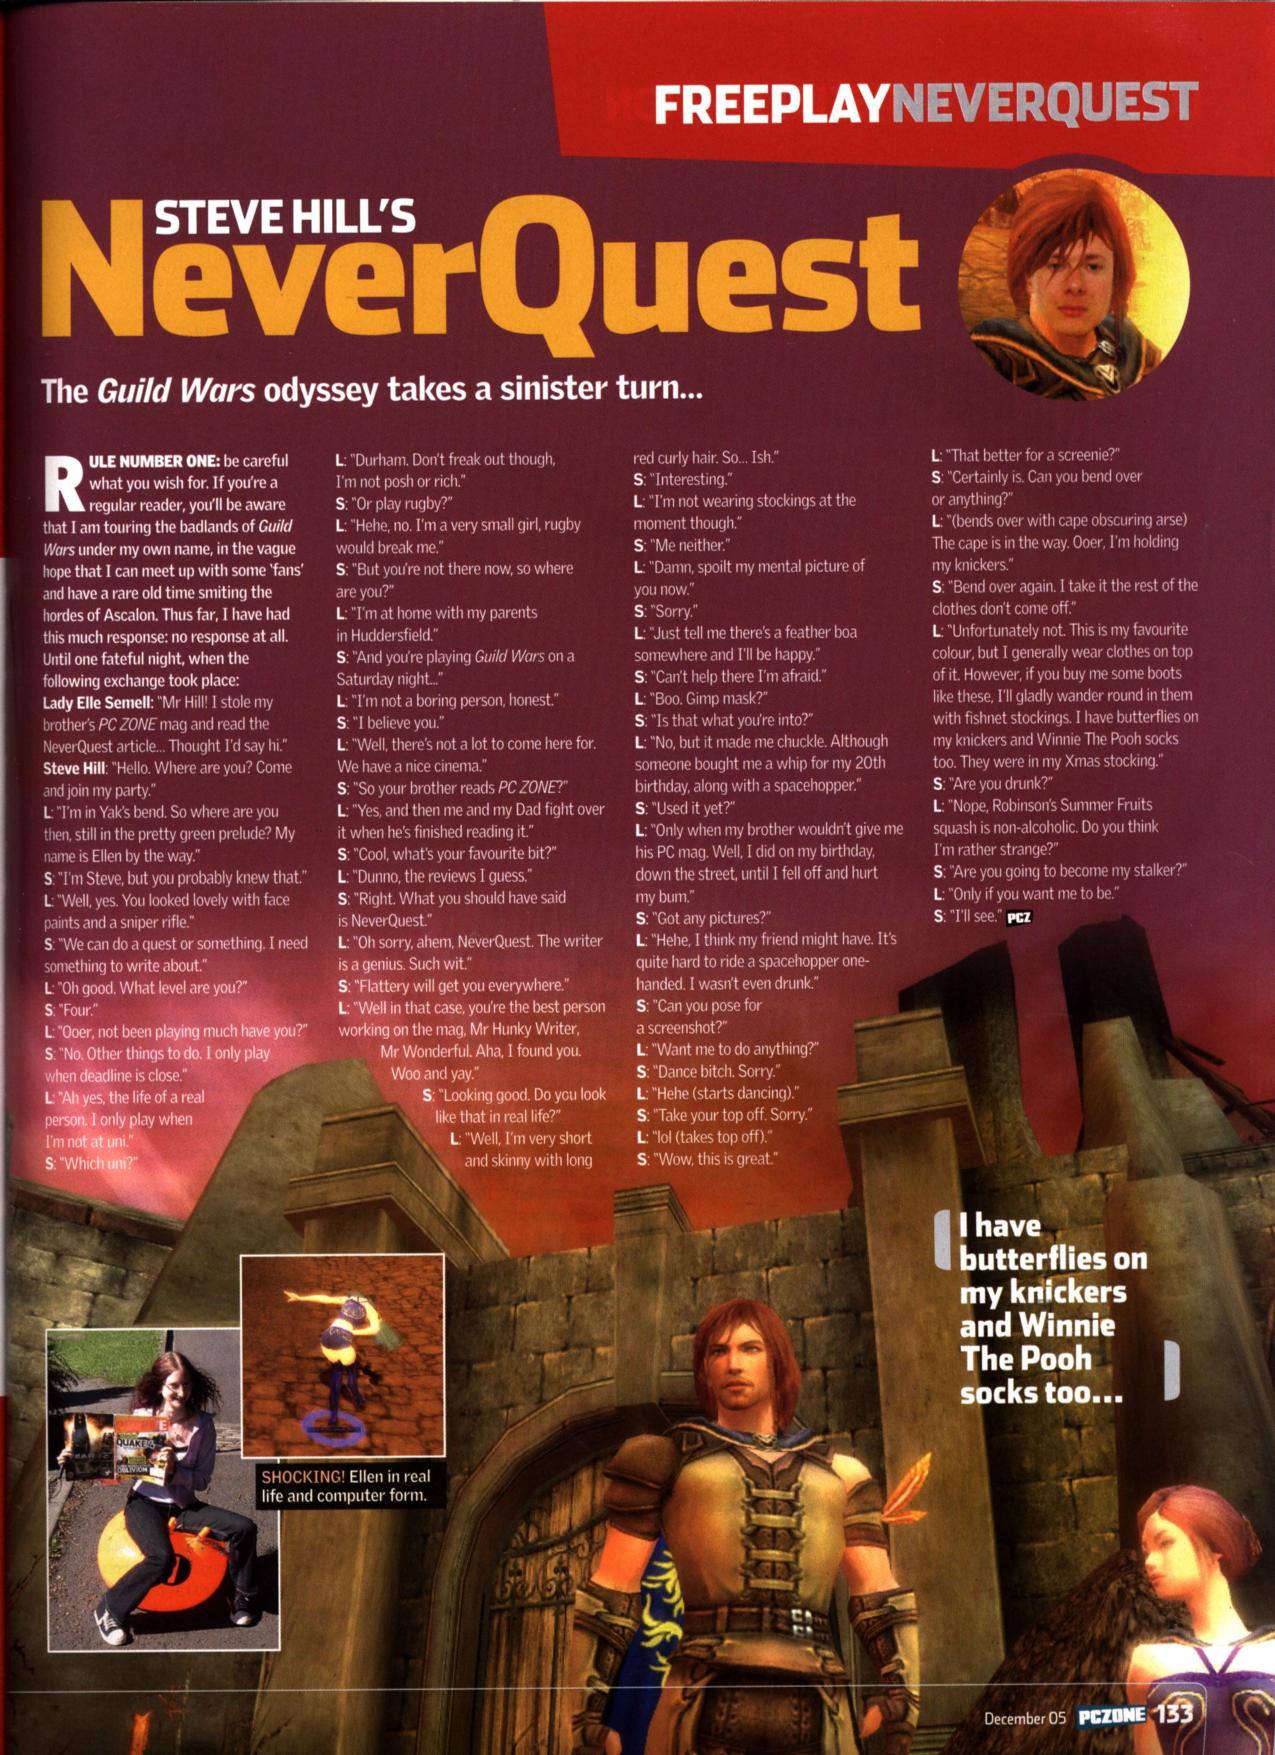 FREEPLAYNEVERQUEST
STEVE HILL'S
NeverQuest
The Guild Wars odyssey takes a sinister turn...
RULE NUMBER ONE: be careful
what you wish for. If you're a
regular reader, you'll be aware
that I am touring the badlands of Guild
Wars under my own name, in the vague
hope that I can meet up with some 'fans'
and have a rare old time smiting the
hordes of Ascalon. Thus far, I have had
this much response: no response at all.
Until one fateful night, when the
following exchange took place:
Lady Elle Semell: "Mr Hill! I stole my
brother's PC ZONE mag and read the
NeverQuest article... Thought I'd say hi."
Steve Hill: "Hello. Where are you? Come
and join my party."
L: "I'm in Yak's bend. So where are you
then, still in the pretty green prelude? My
name is Ellen by the way."
S: "I'm Steve, but you probably knew that."
L: "Well, yes. You looked lovely with face
paints and a sniper rifle."
S: "We can do a quest or something. I need
something to write about."
L: "Oh good. What level are you?"
S: "Four."
L: "Ooer, not been playing much have you?"
S: "No. Other things to do. I only play
when deadline is close."
L: "Ah yes, the life of a real
person. I only play when
I'm not at uni."
S: "Which uni?"
L: "Durham. Don't freak out though,
I'm not posh or rich."
S: "Or play rugby?"
L: "Hehe, no. I'm a very small girl, rugby
would break me."
S: "But you're not there now, so where
are you?"
L: "I'm at home with my parents
in Huddersfield."
S: "And you're playing Guild Wars on a
Saturday night..."
L: "I'm not a boring person, honest."
S: "I believe you."
L: "Well, there's not a lot to come here for.
We have a nice cinema."
S: "So your brother reads PC ZONE?"
L: "Yes, and then me and my Dad fight over
it when he's finished reading it."
S: "Cool, what's your favourite bit?"
L: "Dunno, the reviews I guess."
S: "Right. What you should have said
is NeverQuest."
L: "Oh sorry, ahem, NeverQuest. The writer
is a genius. Such wit."
S: "Flattery will get you everywhere."
L: "Well in that case, you're the best person
working on the mag, Mr Hunky Writer,
Mr Wonderful. Aha, I found you.
Woo and yay."
S: "Looking good. Do you look
like that in real life?"
L: "Well, I'm very short
and skinny with long
red curly hair. So... Ish."
S: "Interesting."
L: "I'm not wearing stockings at the
moment though."
S: "Me neither."
L: "Damn, spoilt my mental picture of
you now."
S: "Sorry."
L: "Just tell me there's a feather boa
somewhere and I'll be happy."
S: "Can't help there I'm afraid."
L: "Boo. Gimp mask?"
S: "Is that what you're into?"
L: "No, but it made me chuckle. Although
someone bought me a whip for my 20th
birthday, along with a spacehopper."
S: "Used it yet?"
L: "Only when my brother wouldn't give me
his PC mag. Well, I did on my birthday,
down the street, until I fell off and hurt
my bum."
S: "Got any pictures?"
L: "Hehe, I think my friend might have. It's
quite hard to ride a spacehopper one-
handed. I wasn't even drunk."
S: "Can you pose for
a screenshot?"
L: "Want me to do anything?"
S: "Dance bitch. Sorry."
L: "Hehe (starts dancing)."
S: "Take your top off. Sorry."
L: "lol (takes top off)."
S: "Wow, this is great."
L: "That better for a screenie?"
S: "Certainly is. Can you bend over
or anything?"
L: "(bends over with cape obscuring arse)
The cape is in the way. Ooer, I'm holding
my knickers."
S: "Bend over again. I take it the rest of the
clothes don't come off."
L: "Unfortunately not. This is my favourite
colour, but I generally wear clothes on top
of it. However, if you buy me some boots
like these, I'll gladly wander round in them
with fishnet stockings. I have butterflies on
my knickers and Winnie The Pooh socks
too. They were in my Xmas stocking."
S: "Are you drunk?"
L: "Nope, Robinson's Summer Fruits
squash is non-alcoholic. Do you think
I'm rather strange?"
S: "Are you going to become my stalker?"
L: "Only if you want me to be."
S: "I'll see." PCZ
I have
butterflies on
my knickers
and Winnie
The Pooh
socks too...
QUAKE 4
OBLIVION
SHOCKING! Ellen in real
life and computer form.
December 05 PCZONE 133